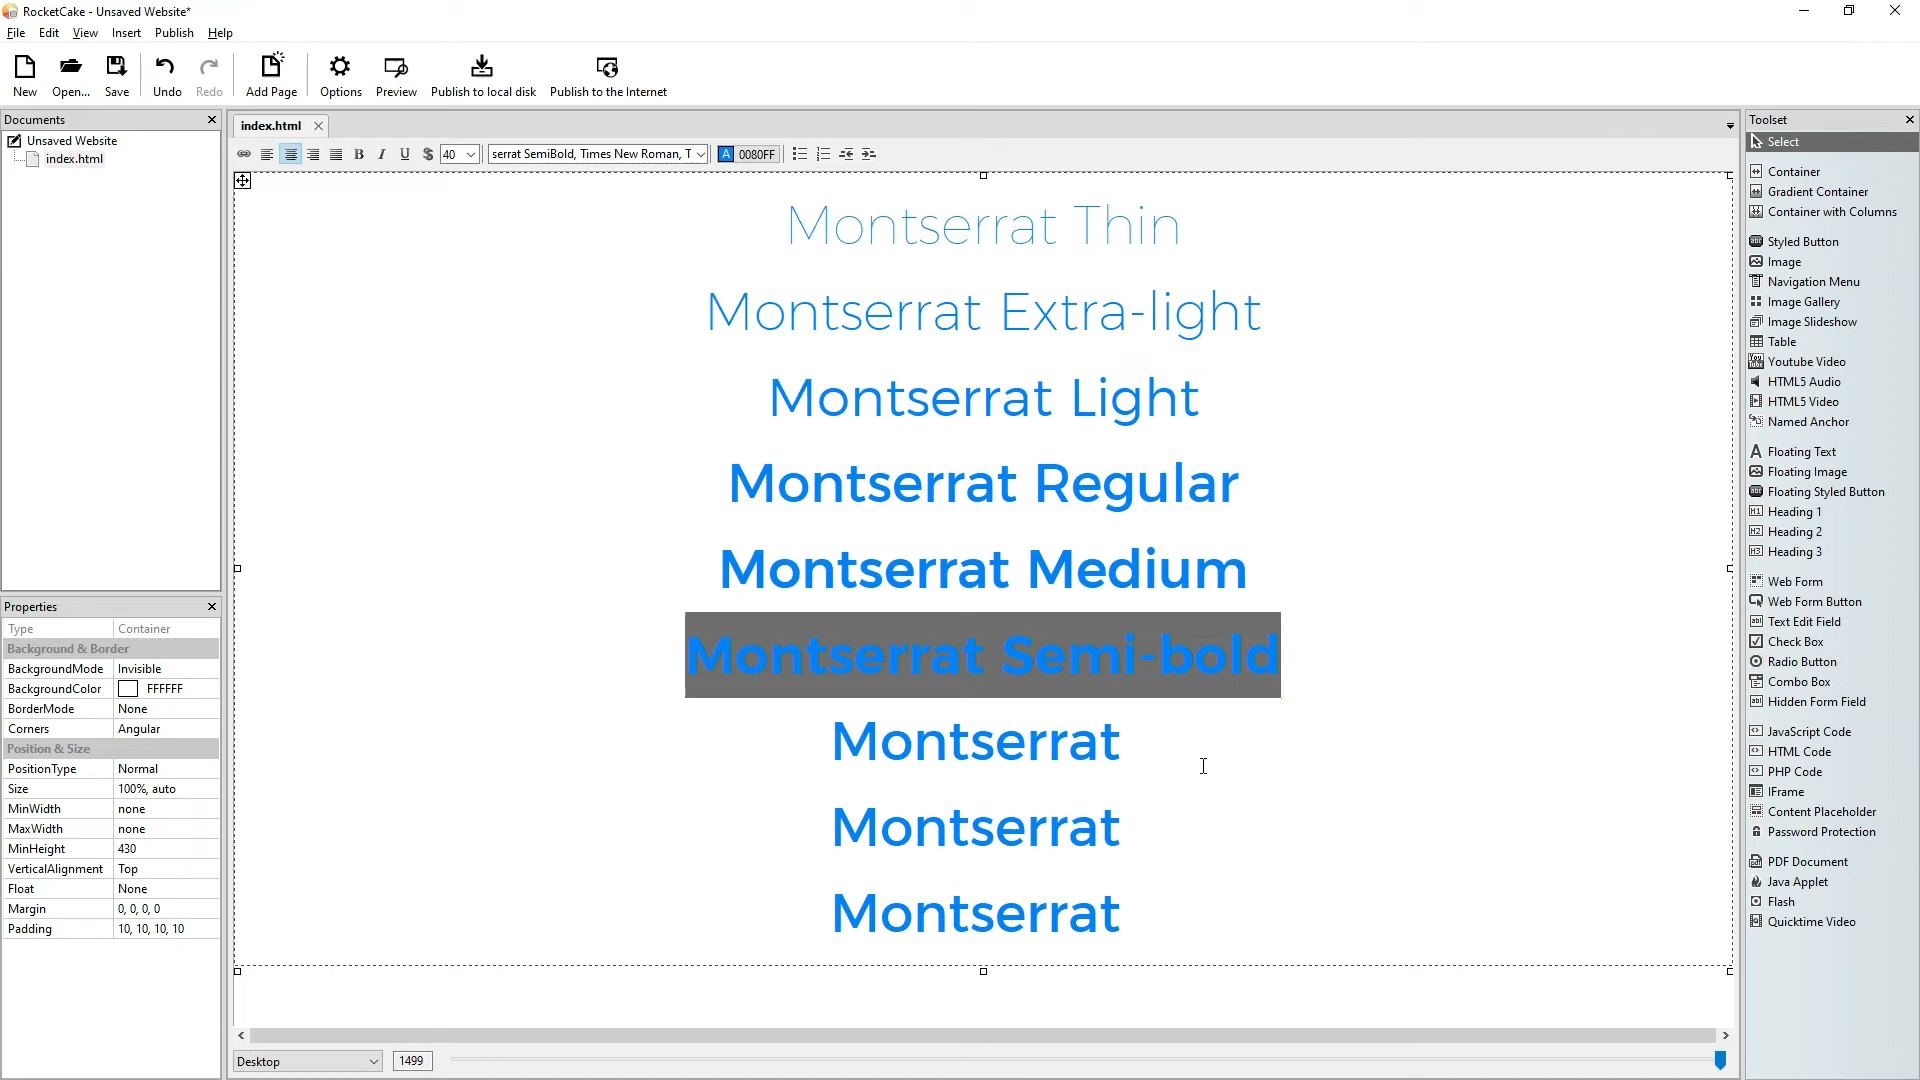 RocketCake - Unsaved Website*
File Edit View Insert Publish Help
New Open... Save Undo Redo Add Page Options Preview Publish to local disk Publish to the Internet
Documents
Unsaved Website
index.html
index.html
B I U $ 40 serrat SemiBold, Times New Roman, T A 0080FF
Montserrat Thin
Montserrat Extra-light
Montserrat Light
Montserrat Regular
Montserrat Medium
Montserrat Semi-bold
Montserrat
Montserrat
Montserrat
Desktop 1499
Properties
Type Container
Background & Border
BackgroundMode Invisible
BackgroundColor FFFFFF
BorderMode None
Corners Angular
Position & Size
PositionType Normal
Size 100%, auto
MinWidth none
MaxWidth none
MinHeight 430
VerticalAlignment Top
Float None
Margin 0, 0, 0, 0
Padding 10, 10, 10, 10
Toolset
Select
Container
Gradient Container
Container with Columns
Styled Button
Image
Navigation Menu
Image Gallery
Image Slideshow
Table
Youtube Video
HTML5 Audio
HTML5 Video
Named Anchor
A Floating Text
Floating Image
Floating Styled Button
H1 Heading 1
H2 Heading 2
H3 Heading 3
Web Form
Web Form Button
Text Edit Field
Check Box
Radio Button
Combo Box
Hidden Form Field
JavaScript Code
HTML Code
PHP Code
IFrame
Content Placeholder
Password Protection
PDF Document
Java Applet
Flash
Quicktime Video